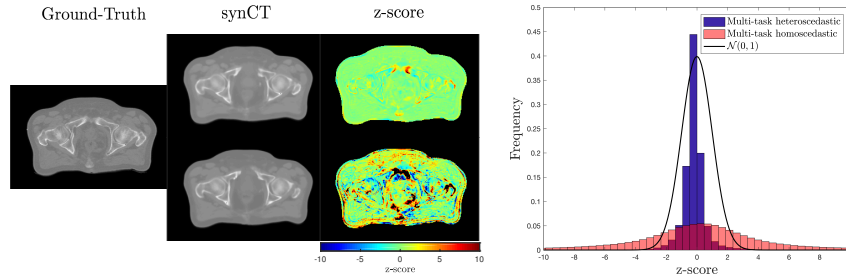 Ground-Truth
synCT
z-score
-10 -5 0 5 10
z-score
0.5
0.45
0.4
0.35
0.3
0.25
0.2
0.15
0.1
0.05
0
Frequency
Multi-task heteroscedastic
Multi-task homoscedastic
N(0, 1)
-10 -8 -6 -4 -2 0 2 4 6 8
z-score